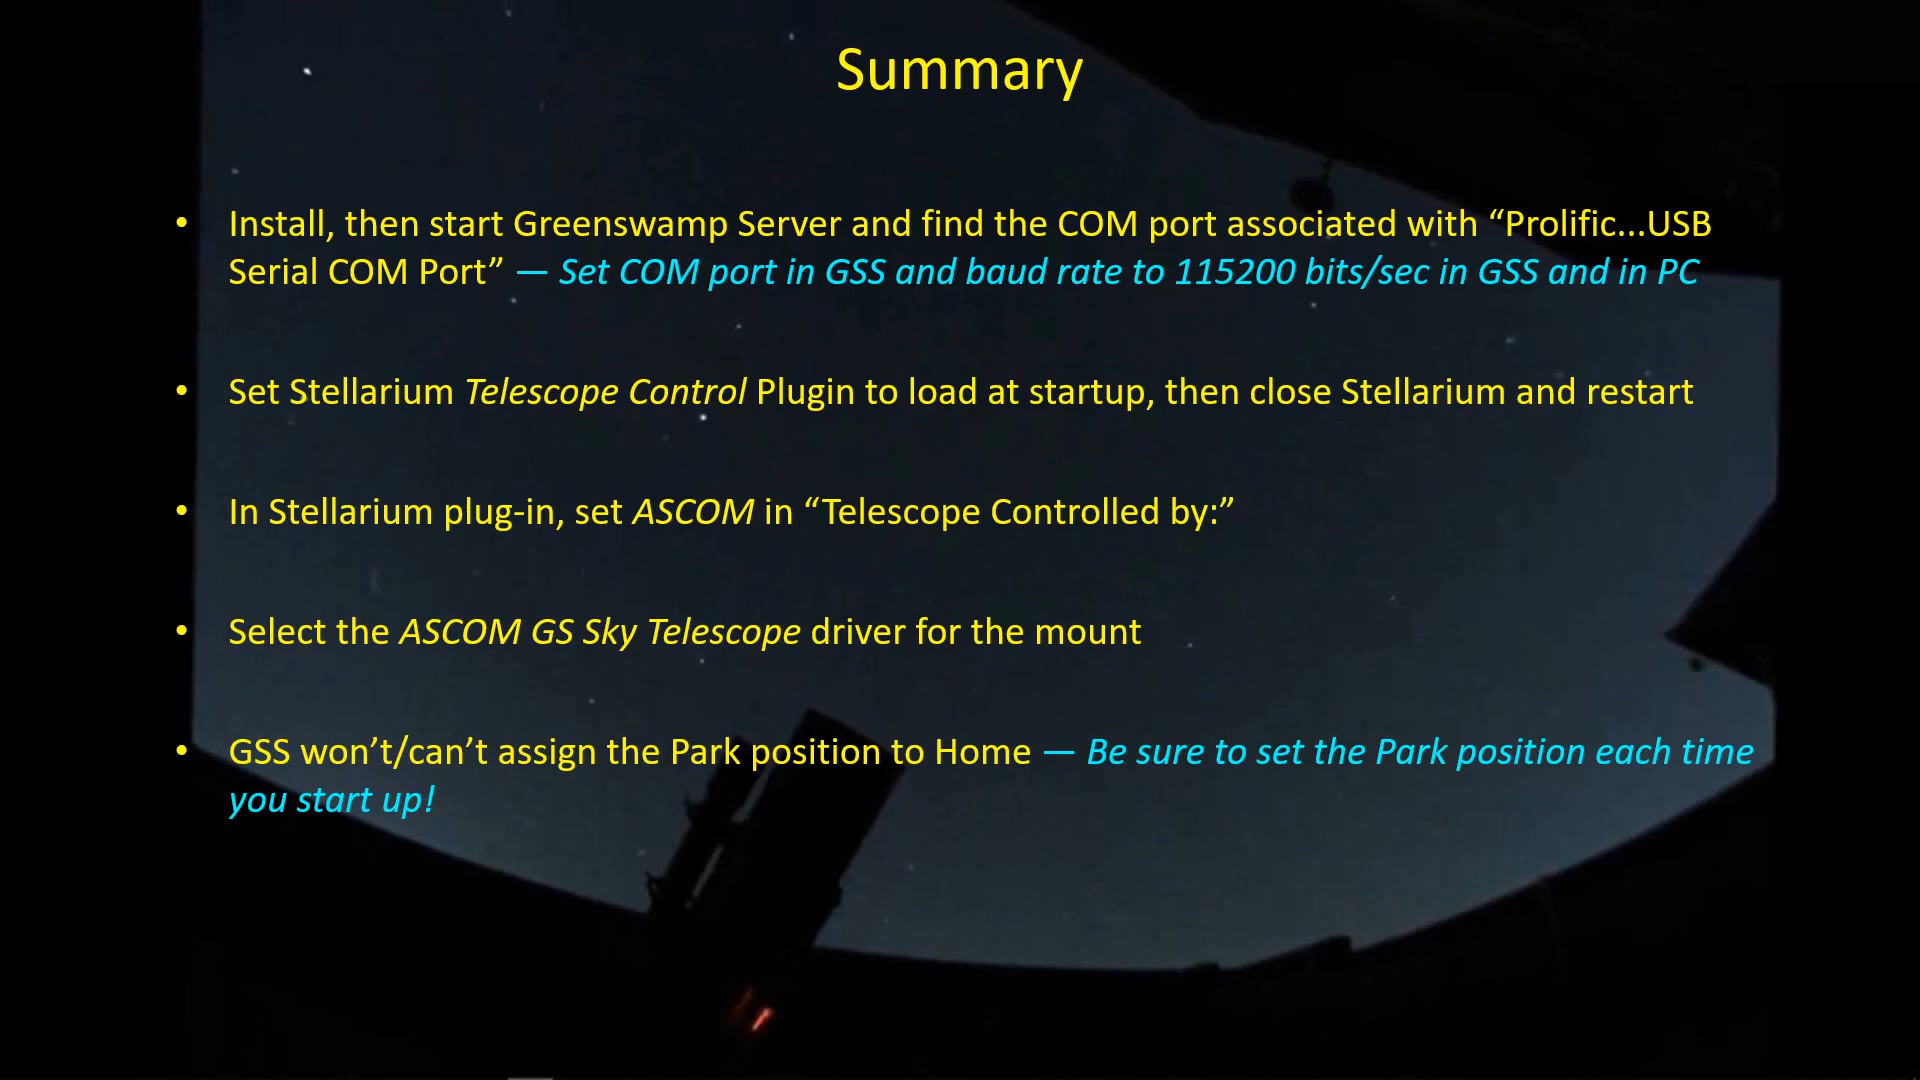 Summary
• Install, then start Greenswamp Server and find the COM port associated with “Prolific...USB
Serial COM Port” — Set COM port in GSS and baud rate to 115200 bits/sec in GSS and in PC
• Set Stellarium Telescope Control Plugin to load at startup, then close Stellarium and restart
• In Stellarium plug-in, set ASCOM in “Telescope Controlled by:”
• Select the ASCOM GS Sky Telescope driver for the mount
• GSS won’t/can’t assign the Park position to Home — Be sure to set the Park position each time
you start up!